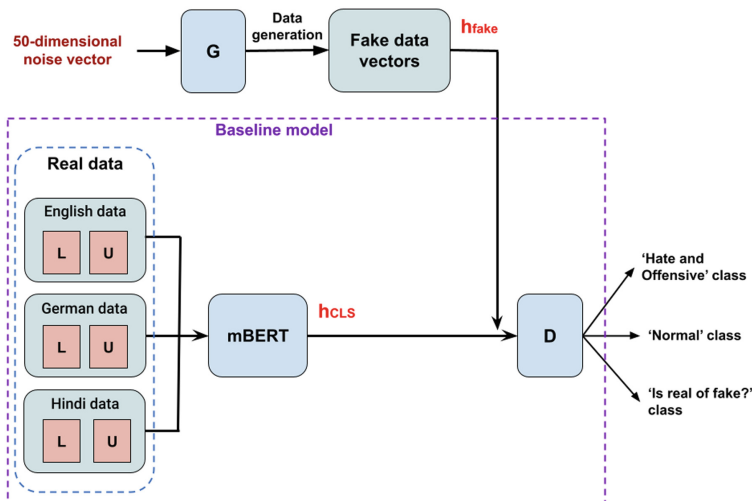 50-dimensional
noise vector
G
Data
generation
Fake data
vectors
hfake
Baseline model
Real data
English data
L U
German data
L U
Hindi data
L U
mBERT
hCLS
D
‘Hate and
Offensive’ class
‘Normal’ class
‘Is real of fake?’
class